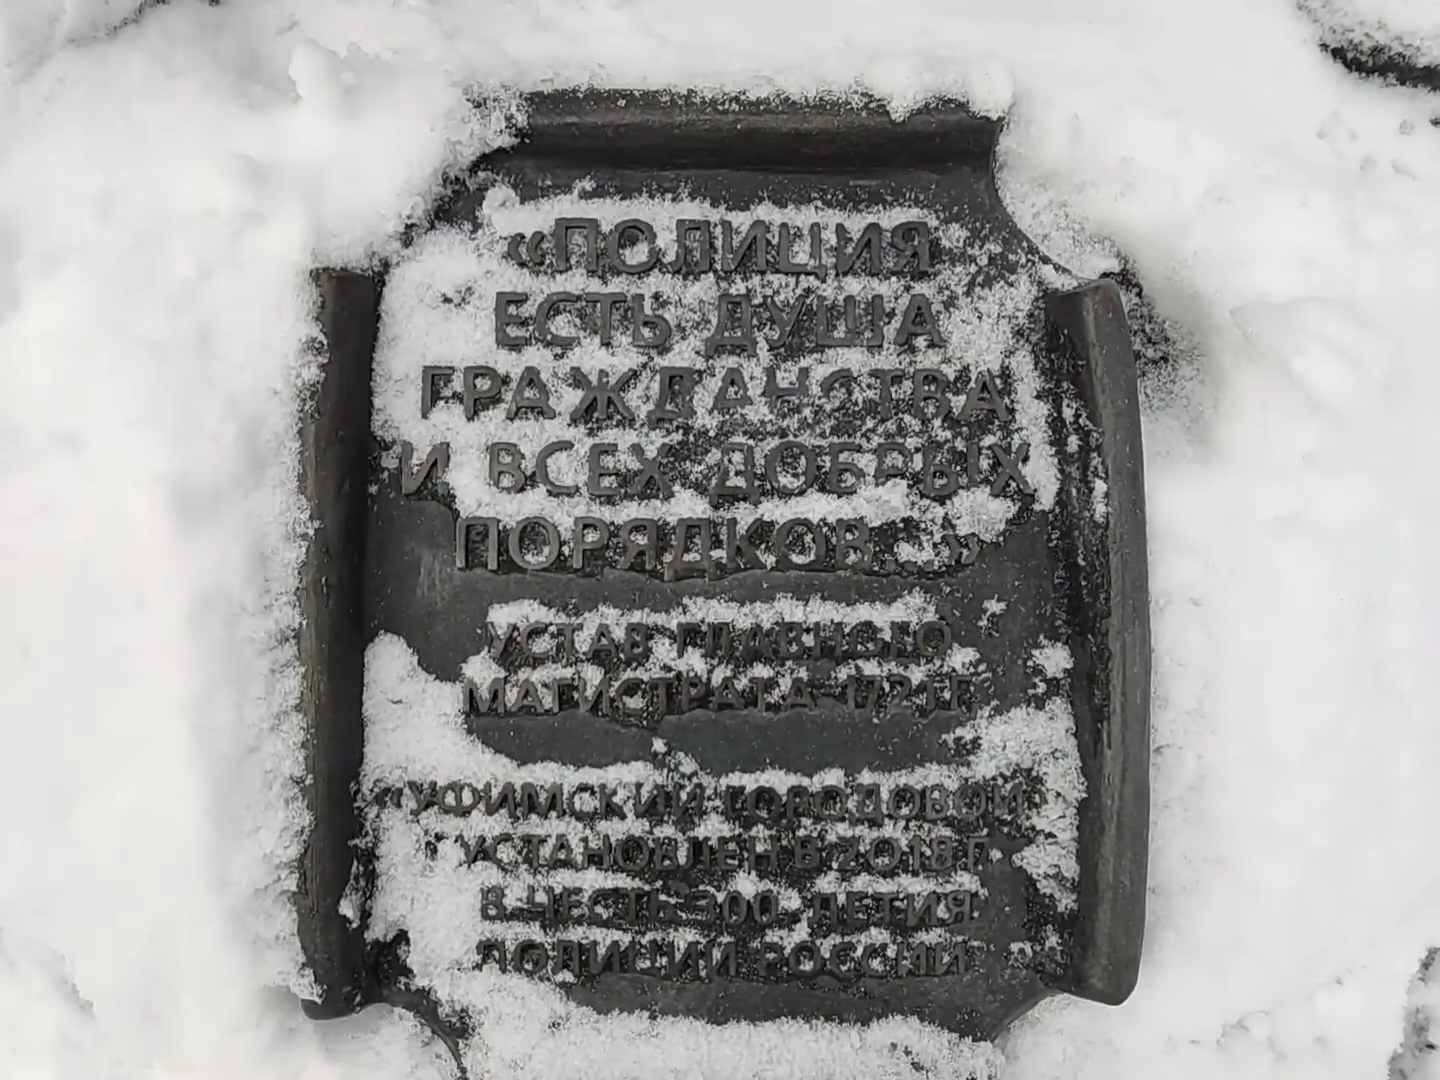 «ПОЛИЦИЯ
ЕСТЬ ДУША
ГРАЖДАНСТВА
И ВСЕХ ДОБРЫХ
ПОРЯДКОВ...»
УСТАВ ГЛАВНОГО
МАГИСТРАТА 1721 Г.
«УФИМСКИЙ ГОРОДОВОЙ»
УСТАНОВЛЕН В 2018 Г.
В ЧЕСТЬ 300-ЛЕТИЯ
ПОЛИЦИИ РОССИИ